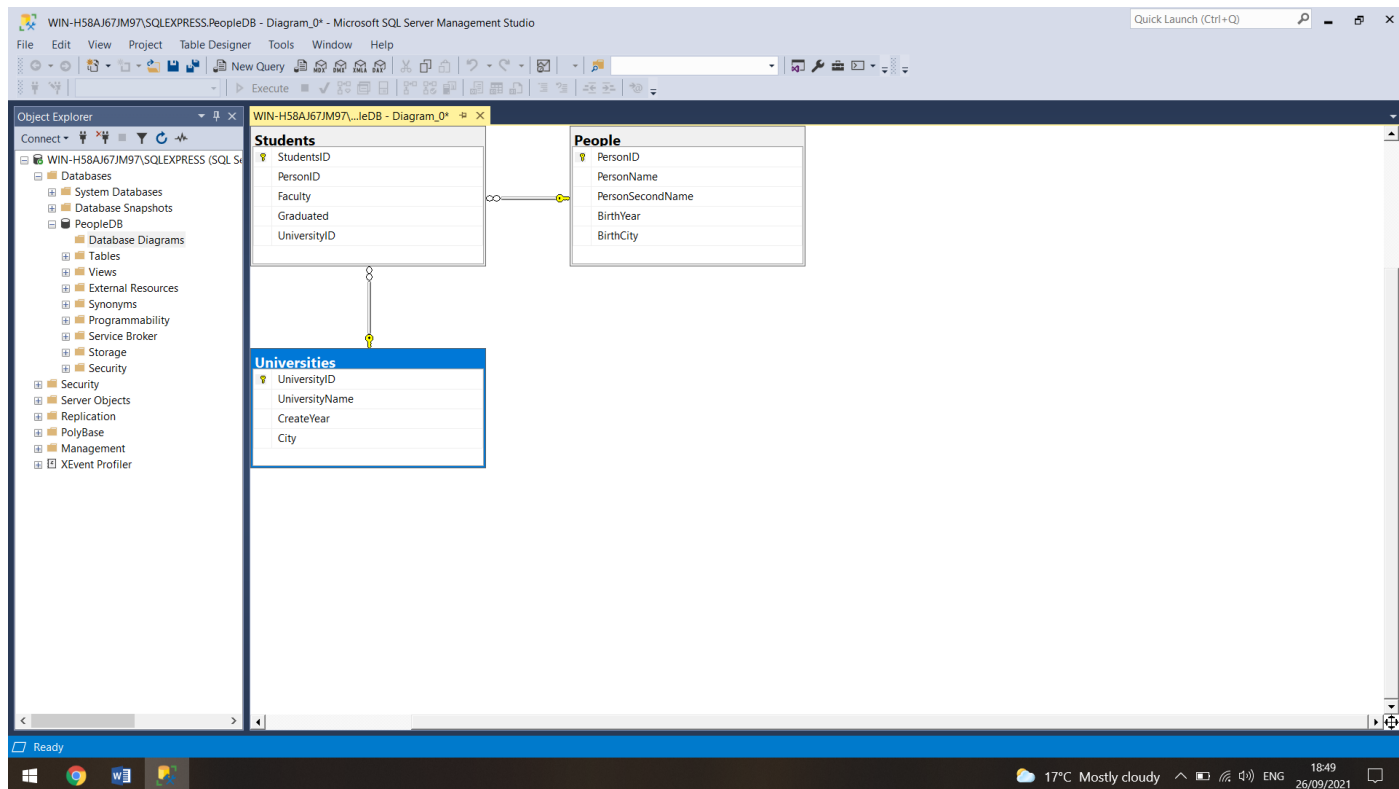 WIN-H58AJ67JM97\SQLEXPRESS.PeopleDB - Diagram_0* - Microsoft SQL Server Management Studio
Quick Launch (Ctrl+Q)
File Edit View Project Table Designer Tools Window Help
New Query MDX DMX XMLA DAX
Execute
Object Explorer
WIN-H58AJ67JM97\...leDB - Diagram_0*
Connect
WIN-H58AJ67JM97\SQLEXPRESS (SQL Se
Databases
System Databases
Database Snapshots
PeopleDB
Database Diagrams
Tables
Views
External Resources
Synonyms
Programmability
Service Broker
Storage
Security
Security
Server Objects
Replication
PolyBase
Management
XEvent Profiler
Students
StudentsID
PersonID
Faculty
Graduated
UniversityID
People
PersonID
PersonName
PersonSecondName
BirthYear
BirthCity
Universities
UniversityID
UniversityName
CreateYear
City
Ready
17°C Mostly cloudy
ENG
18:49
26/09/2021